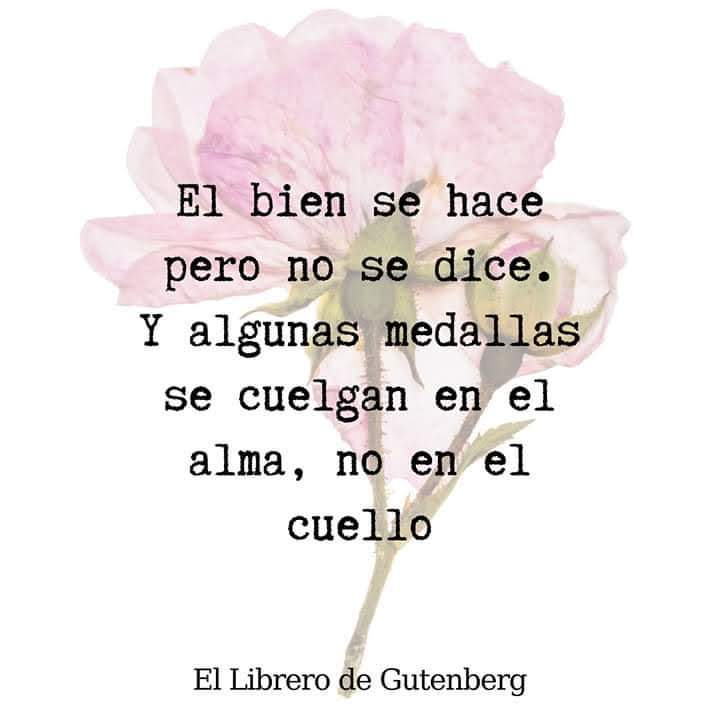 El bien se hace
pero no se dice.
Y algunas medallas
se cuelgan en el
alma, no en el
cuello
El Librero de Gutenberg